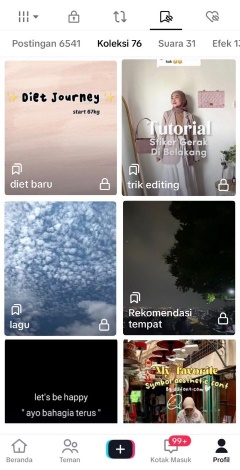 Postingan 6541 Koleksi 76 Suara 31 Efek 1
Diet Journey
start 67kg
diet baru
Tutorial
Stiker Gerak
Di Belakang
trik editing
lagu
Rekomendasi
tempat
let's be happy
" ayo bahagia terus "
My favorite
Symbol aesthetic font
99+
Beranda Teman Kotak Masuk Profil